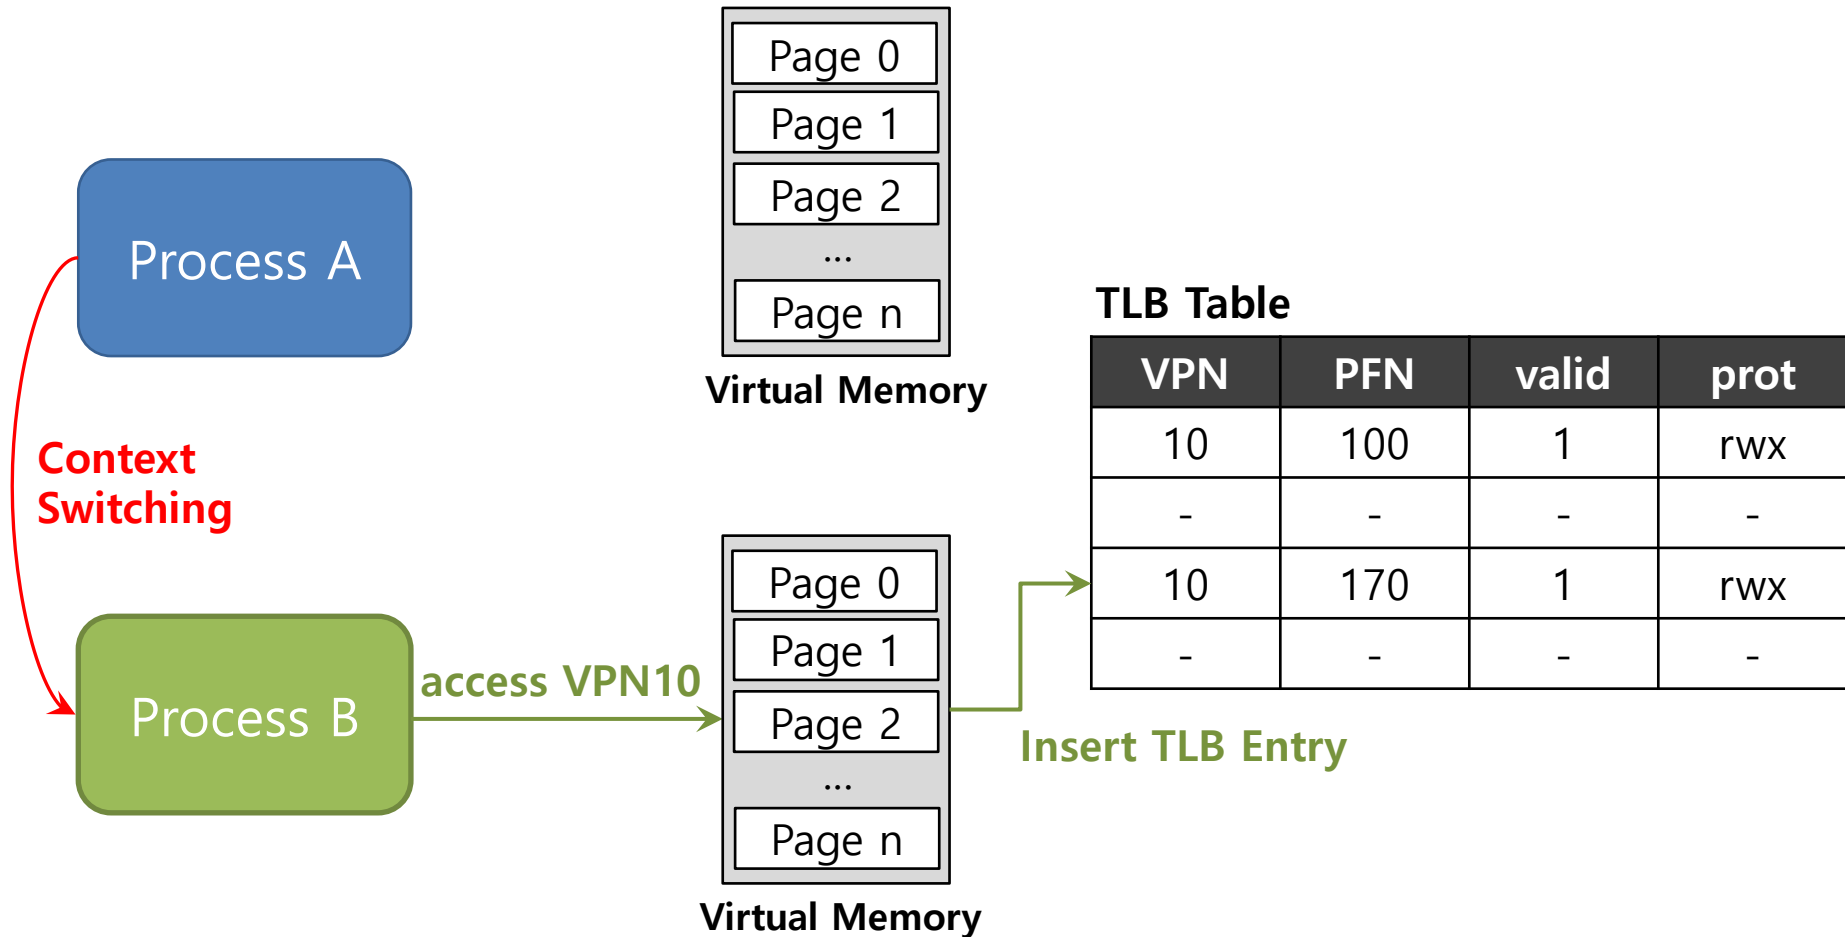 Page 0
Page 1
Page 2
...
Page n
Virtual Memory
Process A
Context
Switching
Process B
access VPN10
Page 0
Page 1
Page 2
...
Page n
Virtual Memory
Insert TLB Entry
TLB Table
VPN PFN valid prot
10 100 1 rwx
- - - -
10 170 1 rwx
- - - -